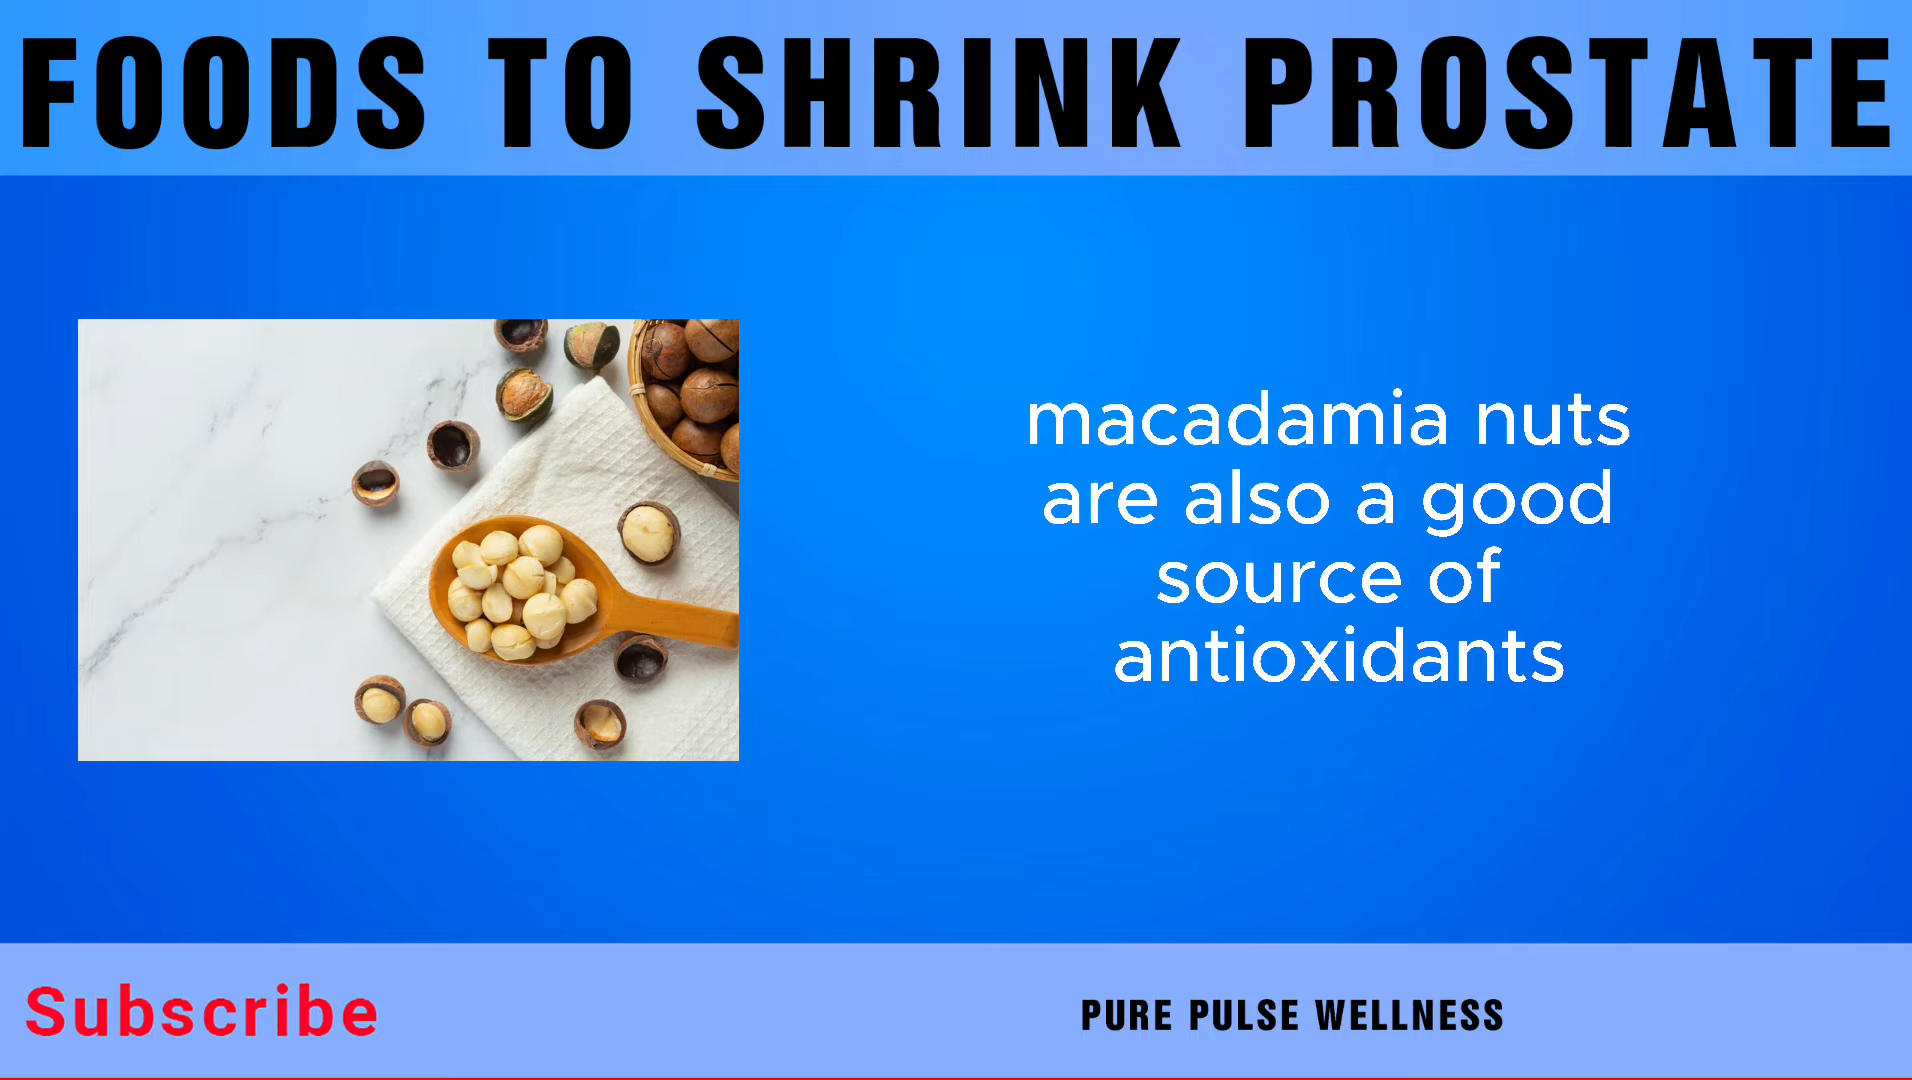 FOODS TO SHRINK PROSTATE
macadamia nuts
are also a good
source of
antioxidants
Subscribe
PURE PULSE WELLNESS